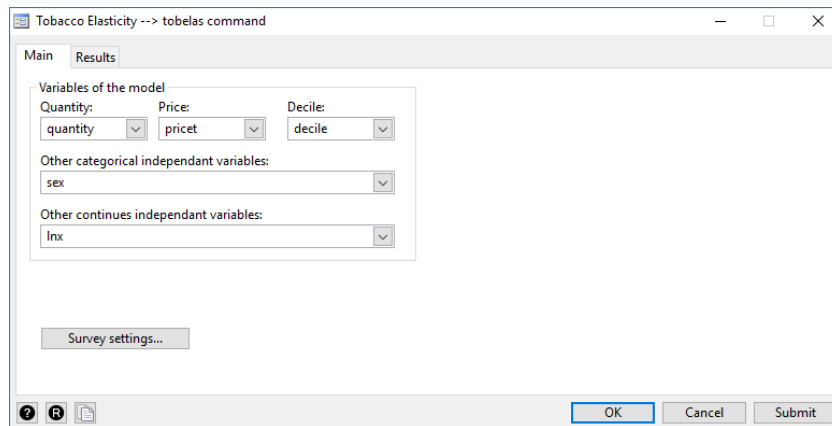 Tobacco Elasticity --> tobelas command
Main Results
Variables of the model
Quantity: Price: Decile:
quantity pricet decile
Other categorical independant variables:
sex
Other continues independant variables:
lnx
Survey settings...
? R OK Cancel Submit